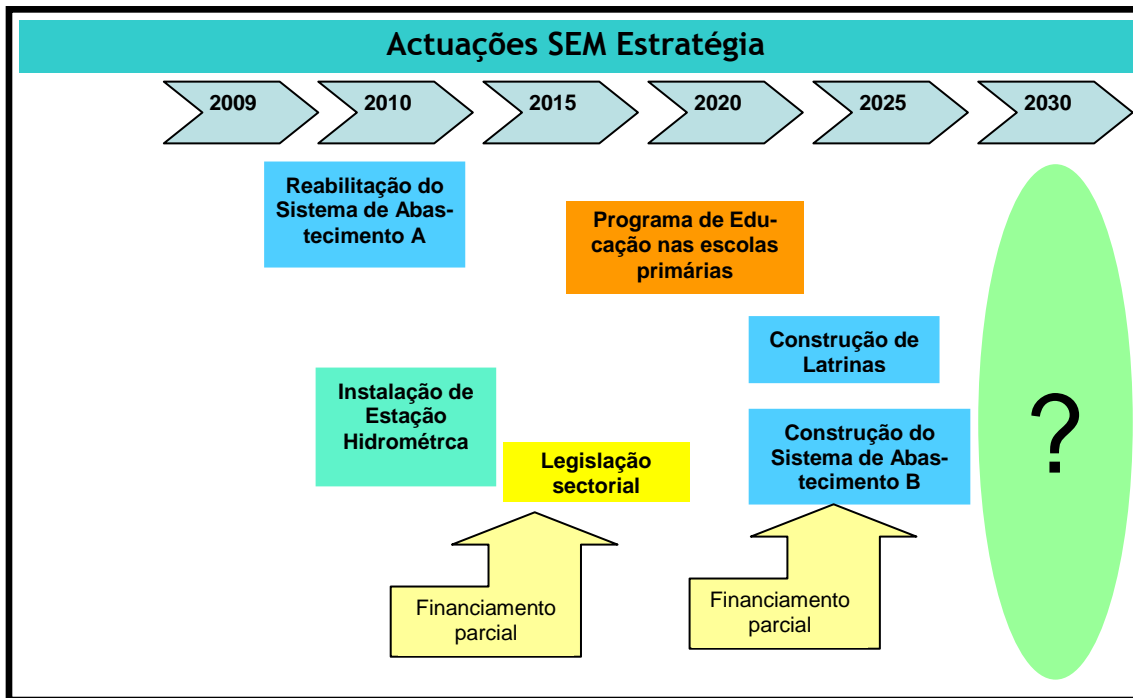 Actuações SEM Estratégia
2009
2010
2015
2020
2025
2030
Reabilitação do
Sistema de Abas-
tecimento A
Programa de Edu-
cação nas escolas
primárias
Construção de
Latrinas
Instalação de
Estação
Hidrométrca
Legislação
sectorial
Construção do
Sistema de Abas-
tecimento B
?
Financiamento
parcial
Financiamento
parcial